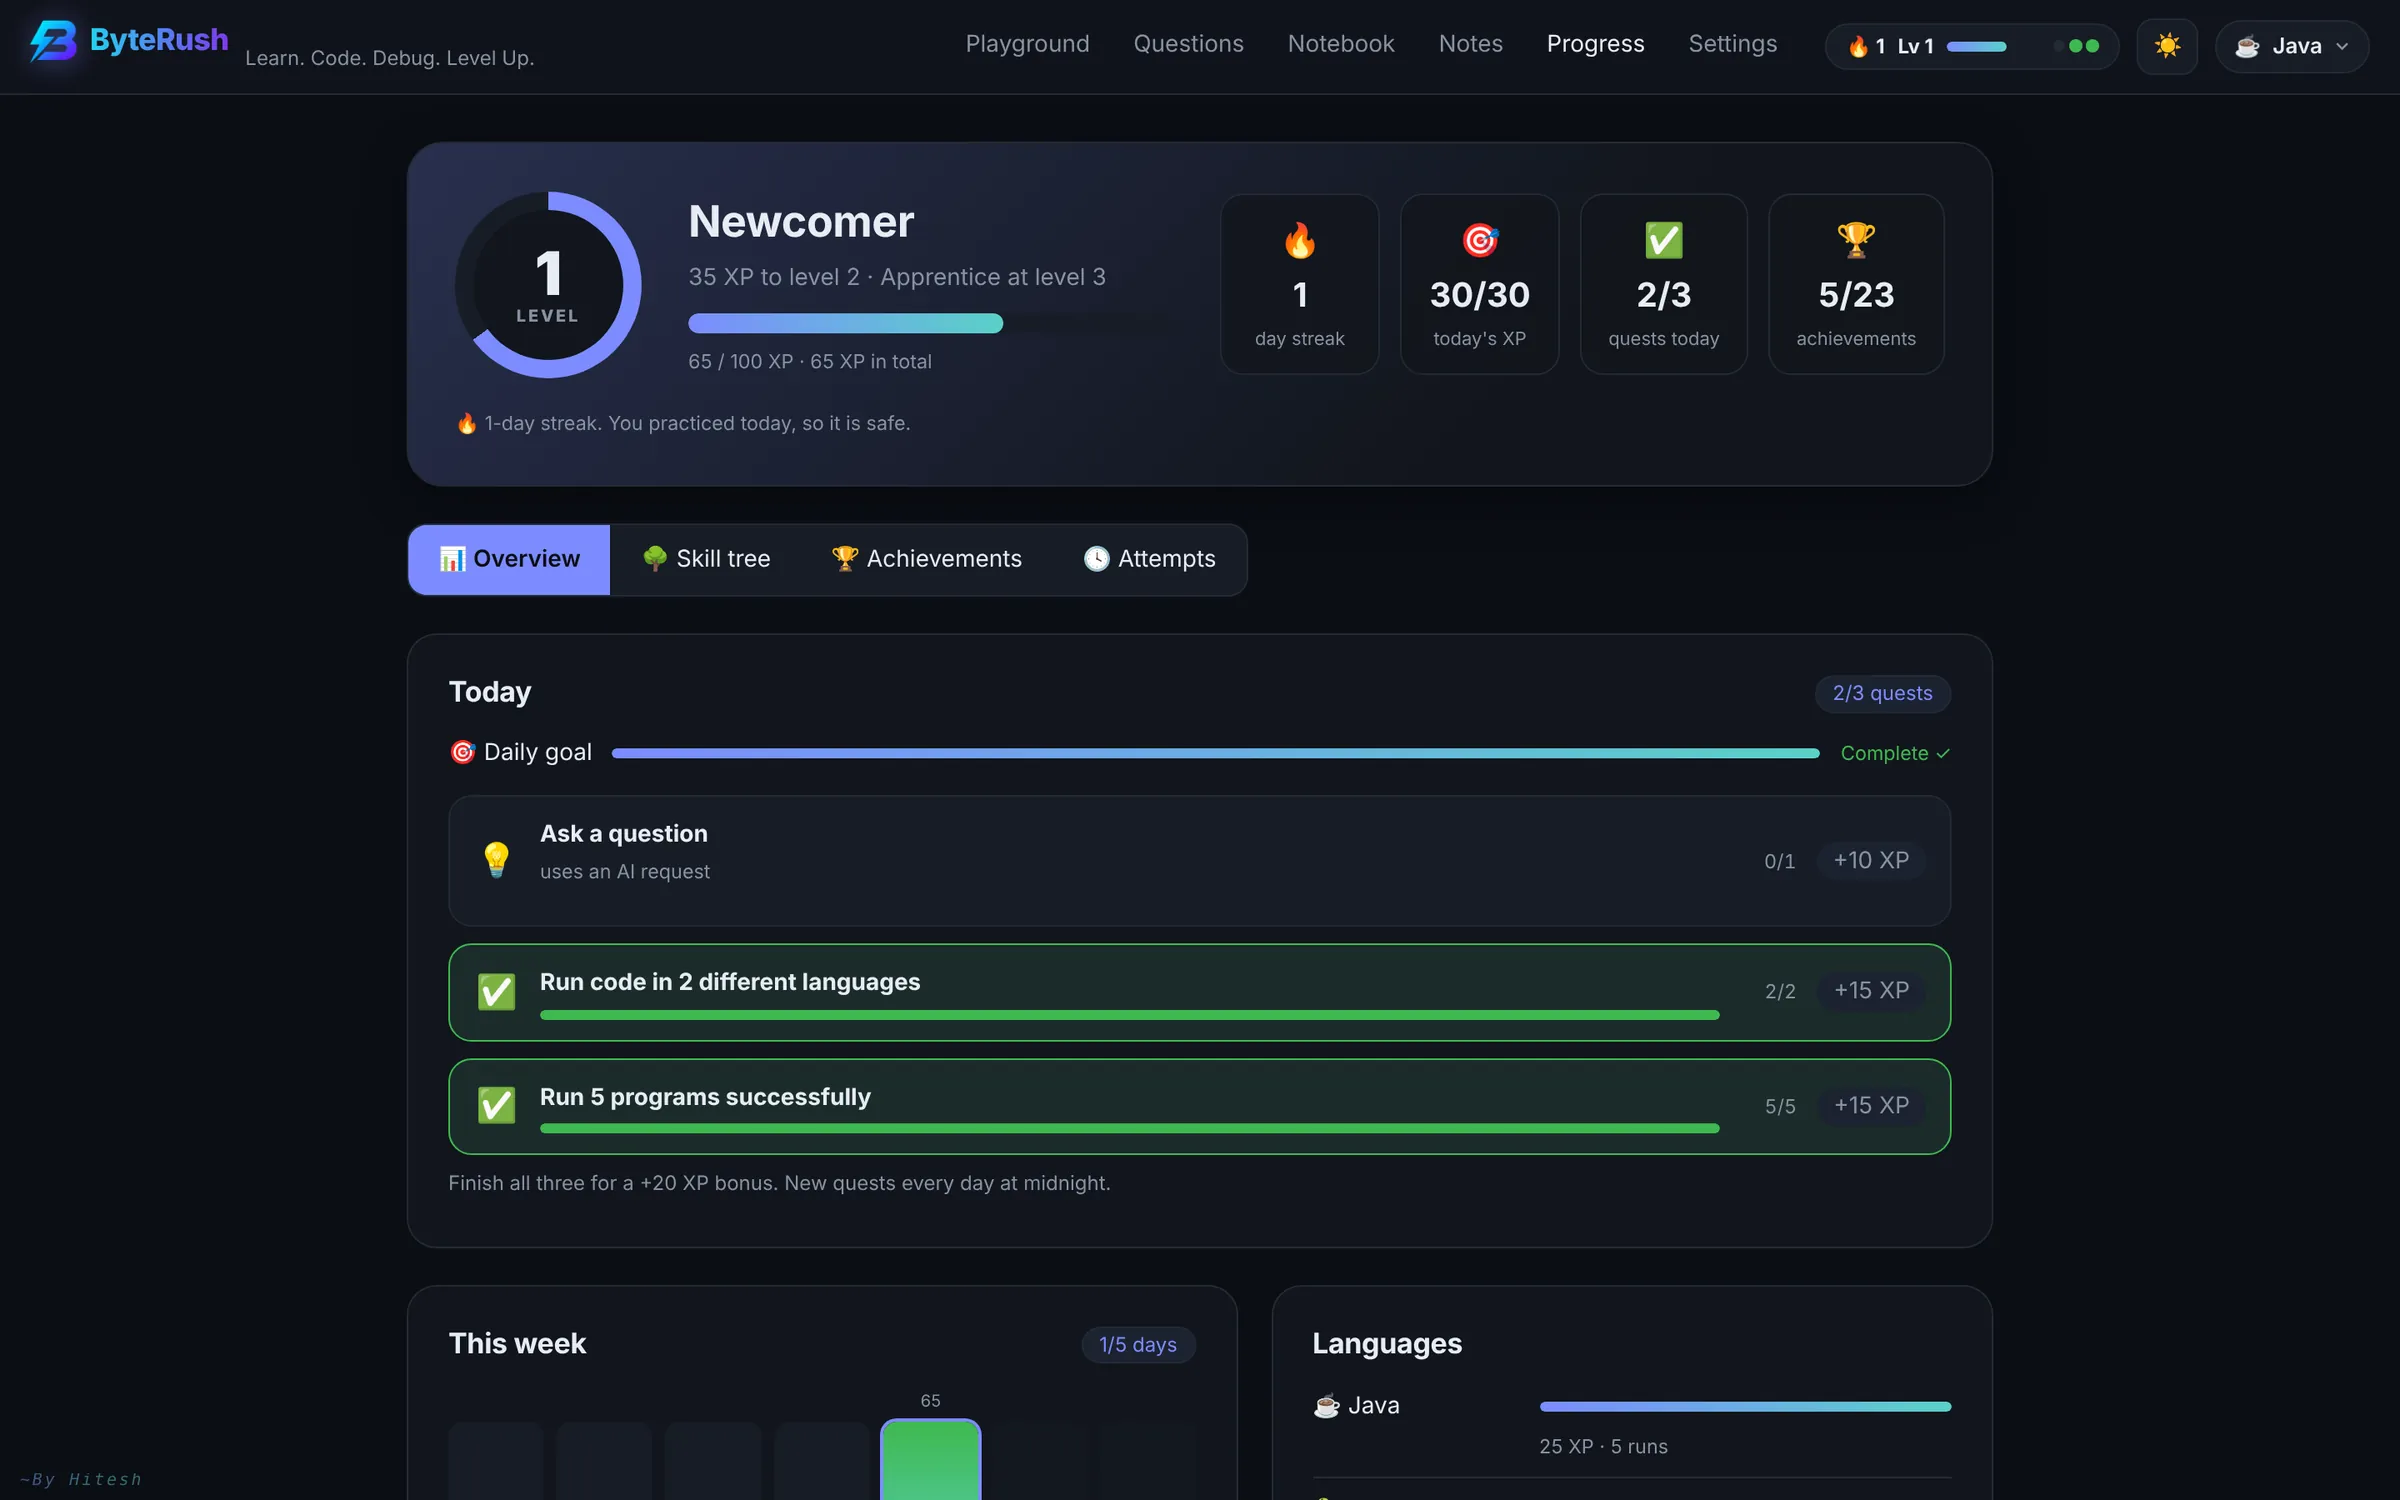 ByteRush
Learn. Code. Debug. Level Up.
Playground
Questions
Notebook
Notes
Progress
Settings
🔥 1 Lv 1
☕ Java
1
LEVEL
Newcomer
35 XP to level 2 · Apprentice at level 3
65 / 100 XP · 65 XP in total
🔥 1-day streak. You practiced today, so it is safe.
1
day streak
30/30
today's XP
2/3
quests today
5/23
achievements
Overview
Skill tree
Achievements
Attempts
Today
2/3 quests
Daily goal
Complete ✓
Ask a question
uses an AI request
0/1
+10 XP
Run code in 2 different languages
2/2
+15 XP
Run 5 programs successfully
5/5
+15 XP
Finish all three for a +20 XP bonus. New quests every day at midnight.
This week
1/5 days
65
Languages
Java
25 XP · 5 runs
~By Hitesh